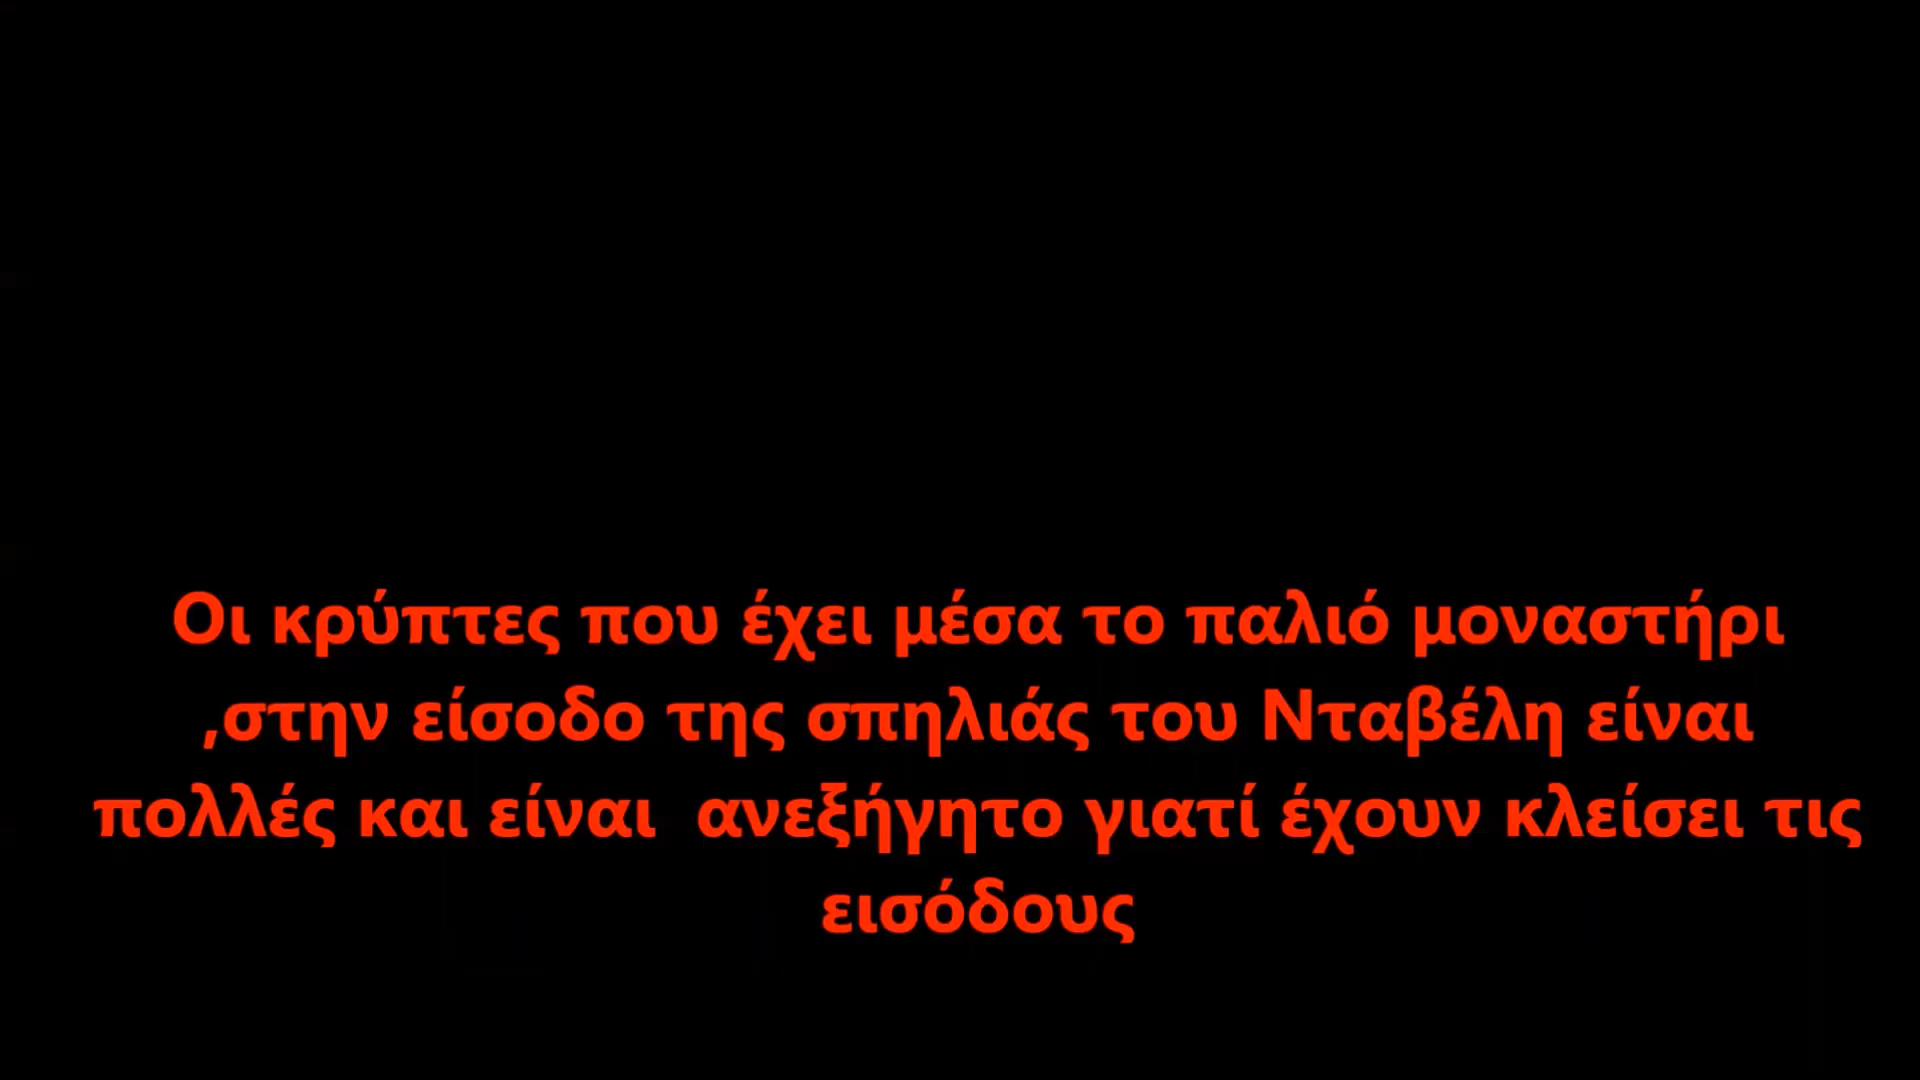 Οι κρύπτες που έχει μέσα το παλιό μοναστήρι
,στην είσοδο της σπηλιάς του Νταβέλη είναι
πολλές και είναι  ανεξήγητο γιατί έχουν κλείσει τις
εισόδους